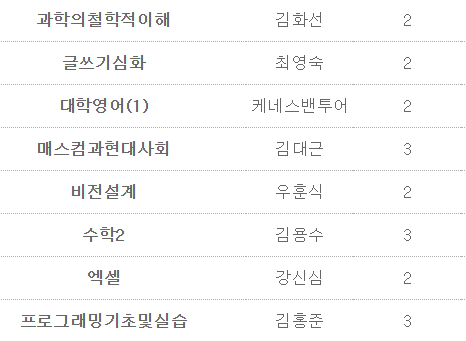 과학의철학적이해 김화선 2
글쓰기심화 최영숙 2
대학영어(1) 케네스밴투어 2
매스컴과현대사회 김대근 3
비전설계 우훈식 2
수학2 김용수 3
엑셀 강신심 2
프로그래밍기초및실습 김홍준 3